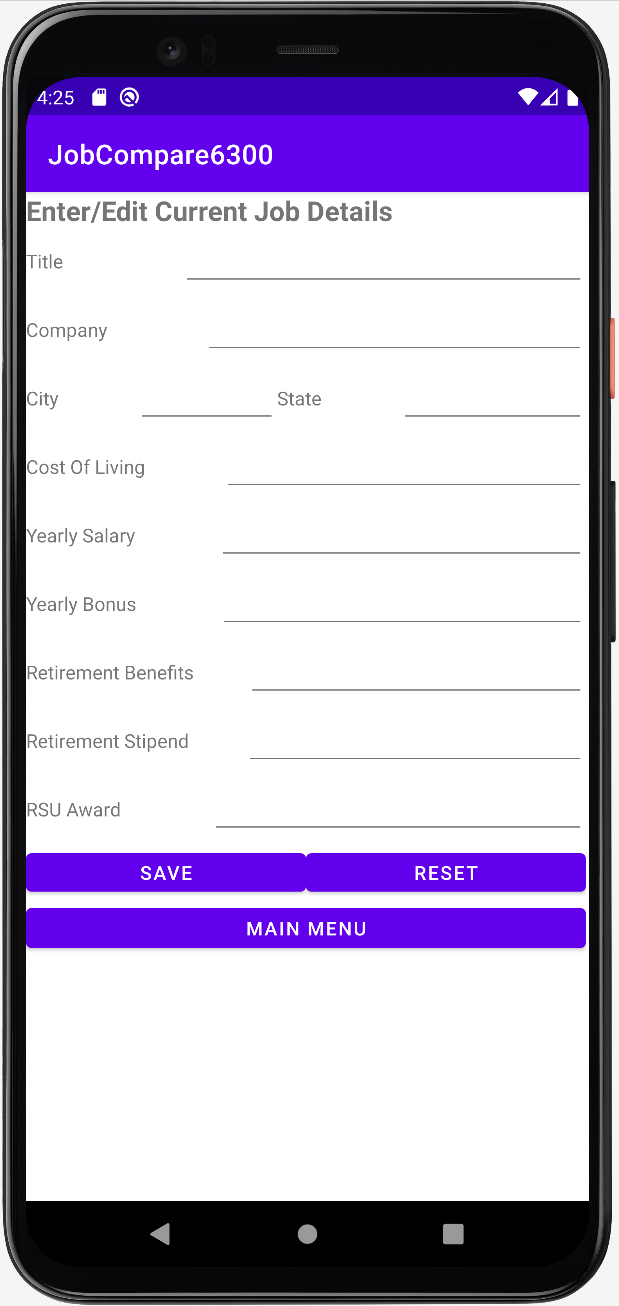 4:25
JobCompare6300
Enter/Edit Current Job Details
Title
Company
City State
Cost Of Living
Yearly Salary
Yearly Bonus
Retirement Benefits
Retirement Stipend
RSU Award
SAVE RESET
MAIN MENU